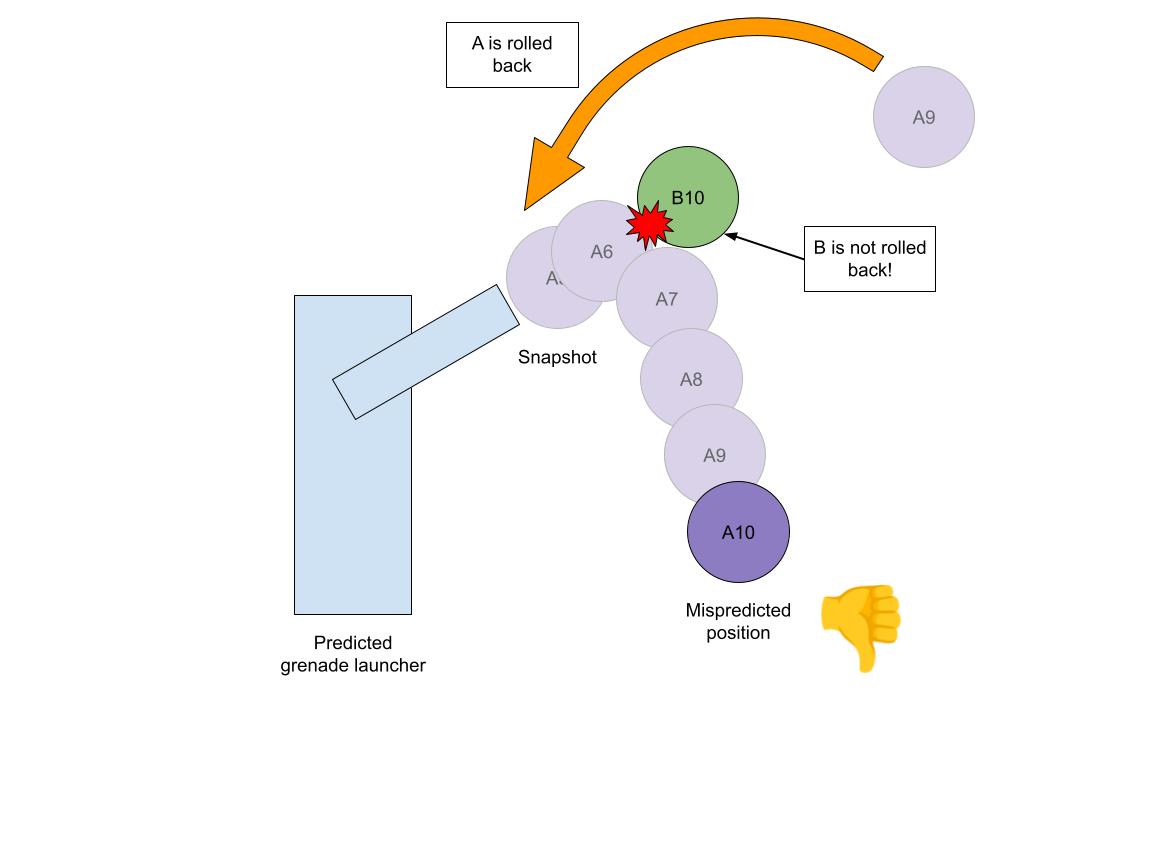 A is rolled
back
A9
B10
B is not rolled
back!
A6
A7
Snapshot
A8
A9
A10
Mispredicted
position
Predicted
grenade launcher